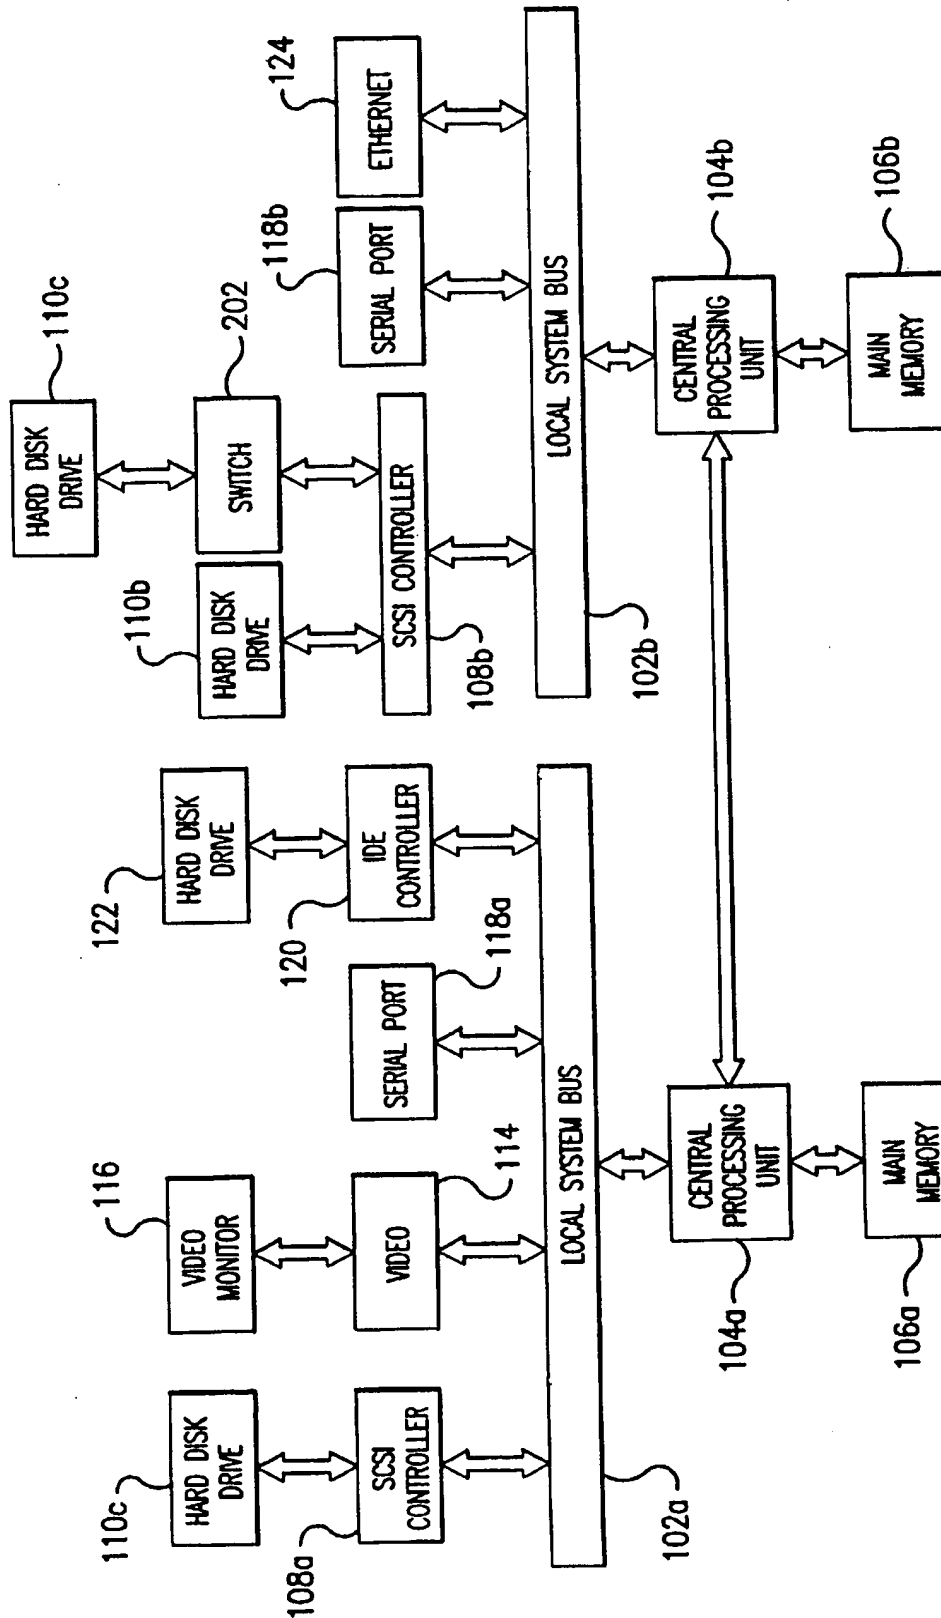 110c
HARD DISK
DRIVE
116
VIDEO
MONITOR
122
HARD DISK
DRIVE
110b
HARD DISK
DRIVE
110c
HARD DISK
DRIVE
SWITCH
202
108a
SCSI
CONTROLLER
VIDEO
114
SERIAL PORT
118a
120
IDE
CONTROLLER
SCSI CONTROLLER
108b
118b
SERIAL PORT
124
ETHERNET
LOCAL SYSTEM BUS
102a
LOCAL SYSTEM BUS
102b
104a
CENTRAL
PROCESSING
UNIT
CENTRAL
PROCESSING
UNIT
104b
106a
MAIN
MEMORY
MAIN
MEMORY
106b